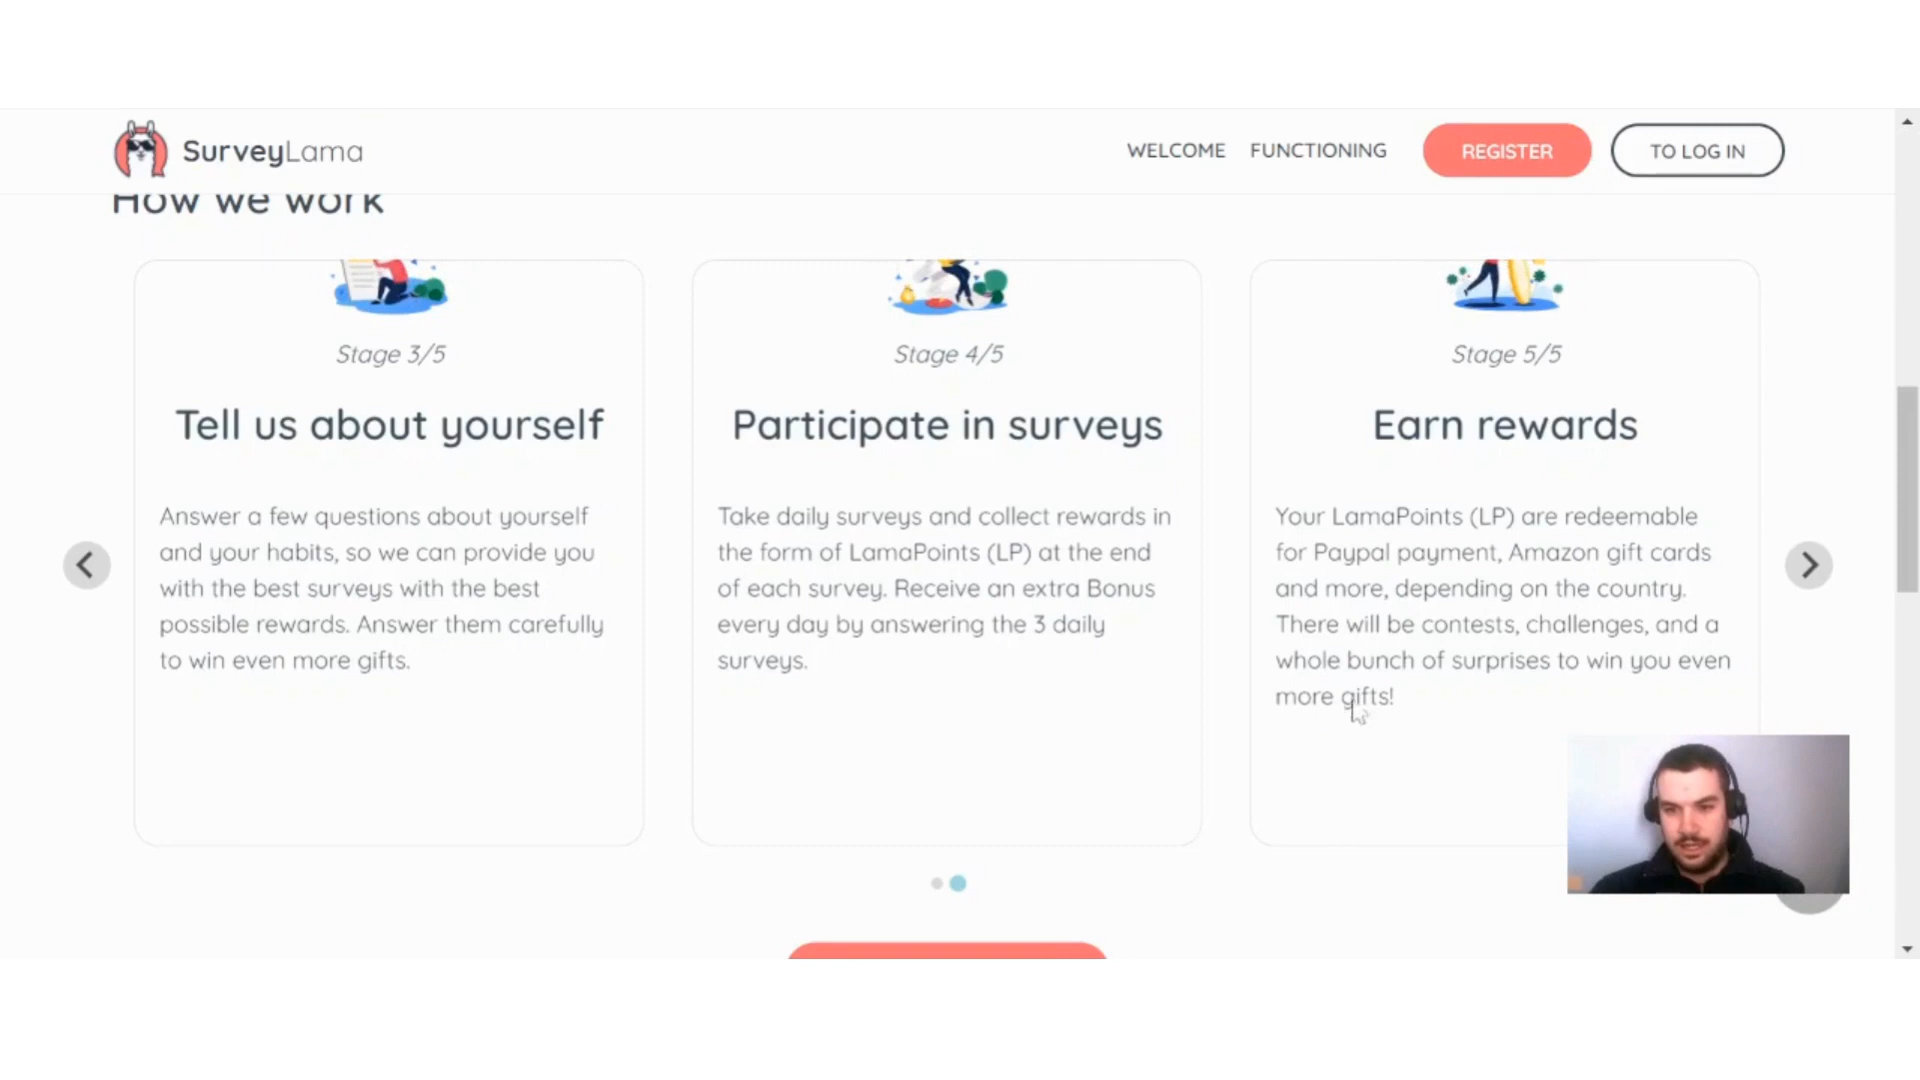 SurveyLama
WELCOME
FUNCTIONING
REGISTER
TO LOG IN
How we work
Stage 3/5
Tell us about yourself
Answer a few questions about yourself
and your habits, so we can provide you
with the best surveys with the best
possible rewards. Answer them carefully
to win even more gifts.
Stage 4/5
Participate in surveys
Take daily surveys and collect rewards in
the form of LamaPoints (LP) at the end
of each survey. Receive an extra Bonus
every day by answering the 3 daily
surveys.
Stage 5/5
Earn rewards
Your LamaPoints (LP) are redeemable
for Paypal payment, Amazon gift cards
and more, depending on the country.
There will be contests, challenges, and a
whole bunch of surprises to win you even
more gifts!